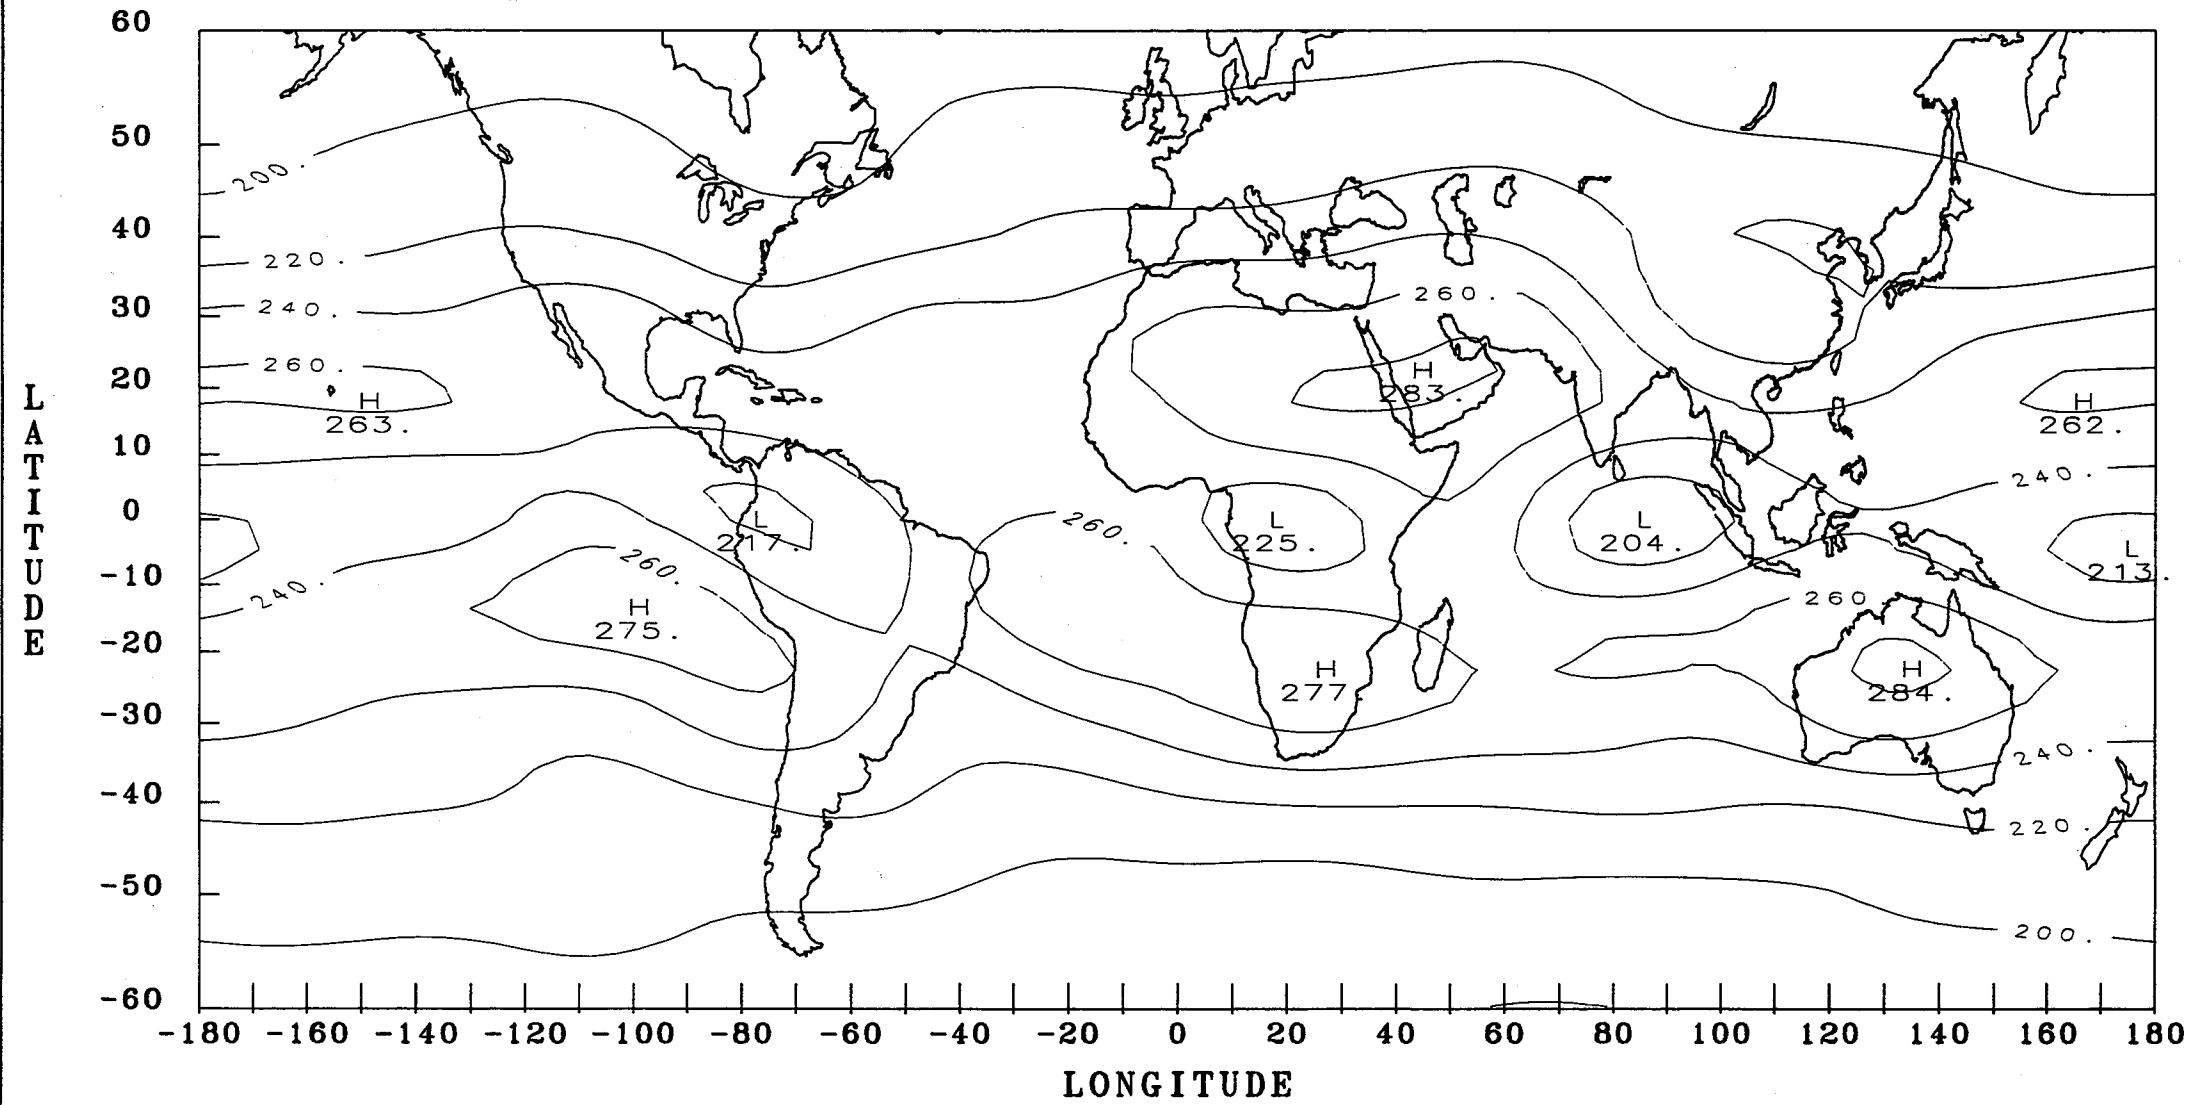 60
50
200.
40
220.
260.
30
240.
260.
20
H
283.
H
263.
H
262.
10
240.
0
L
217.
260.
L
225.
L
204.
L
213.
-10
260.
240.
260
H
275.
-20
H
277
H
284.
-30
240.
-40
220.
-50
200.
-60
-180 -160 -140 -120 -100 -80 -60 -40 -20 0 20 40 60 80 100 120 140 160 180
LONGITUDE
LATITUDE